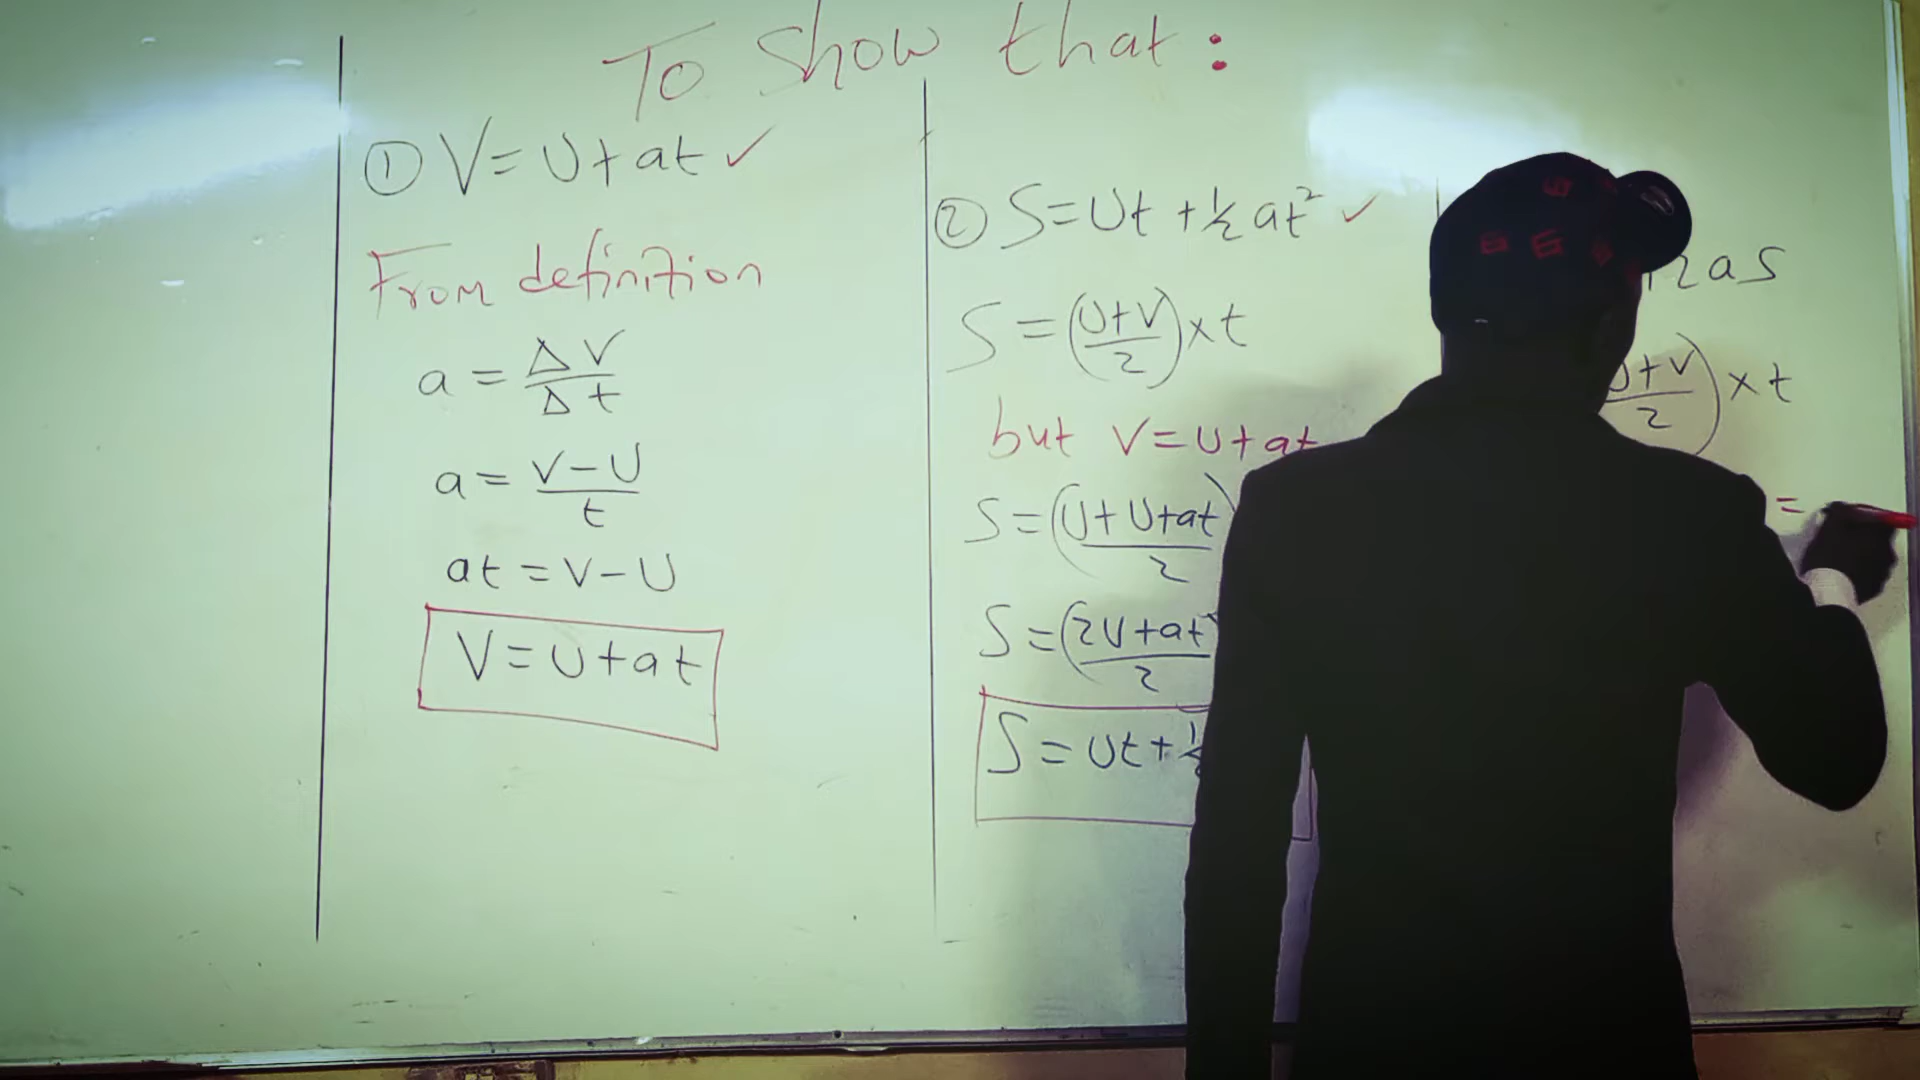 To Show that:
① V=U+at ✓
From definition
a = ΔV/Δt
a = V-U/t
at = V-U
V=U+at
② S=Ut+½at² ✓
S=(U+V/2)×t
but V=U+at
S=(U+U+at/2
S=(2U+at/2
S=Ut+½
2as
U+V/2)×t
=